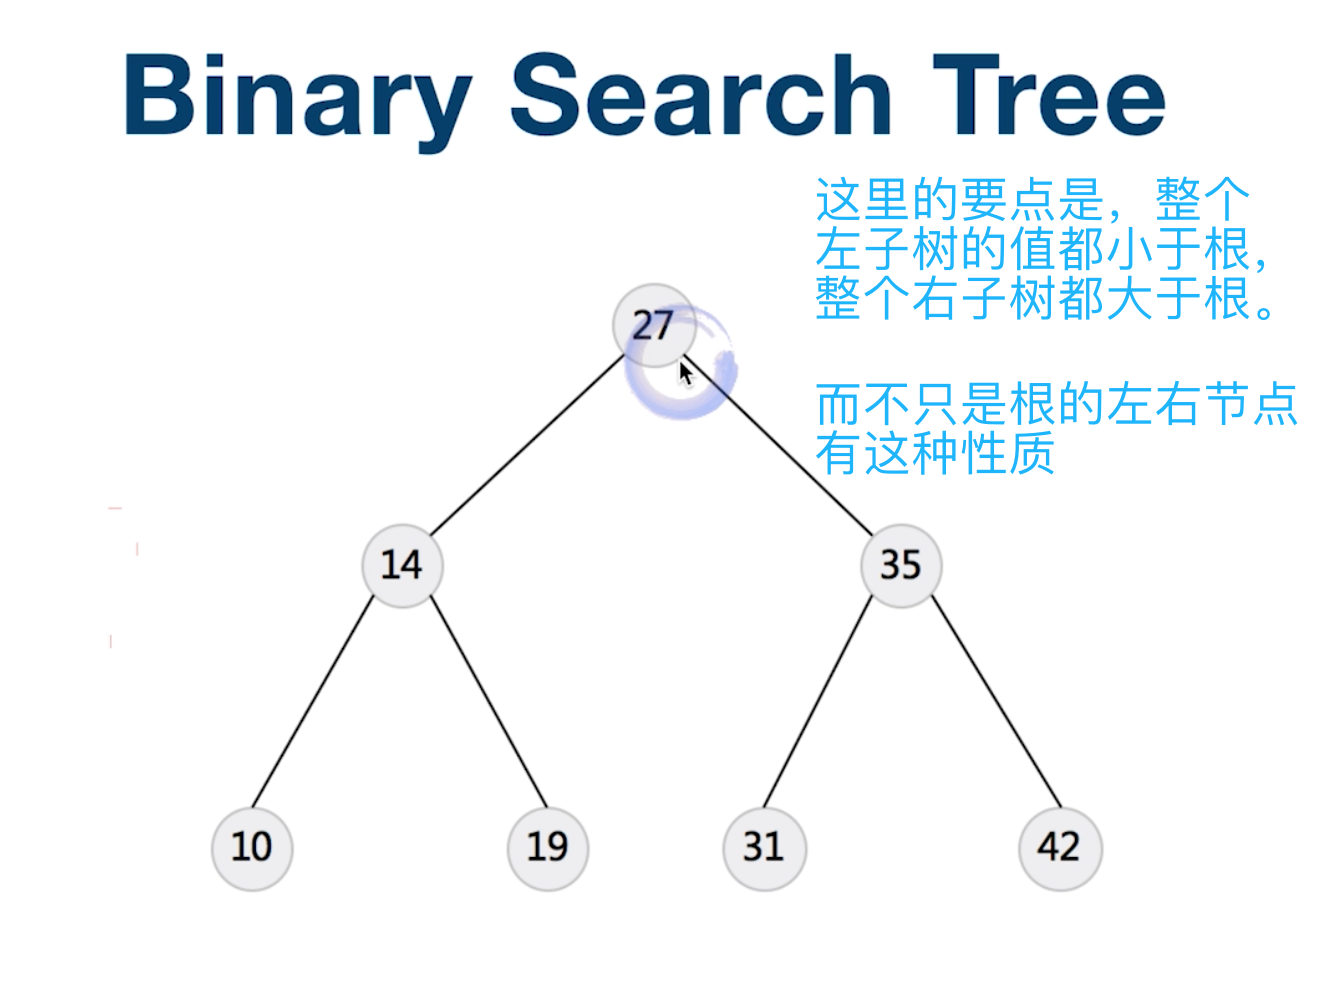 Binary Search Tree
这里的要点是，整个
左子树的值都小于根，
整个右子树都大于根。
而不只是根的左右节点
有这种性质
27
14
35
10
19
31
42